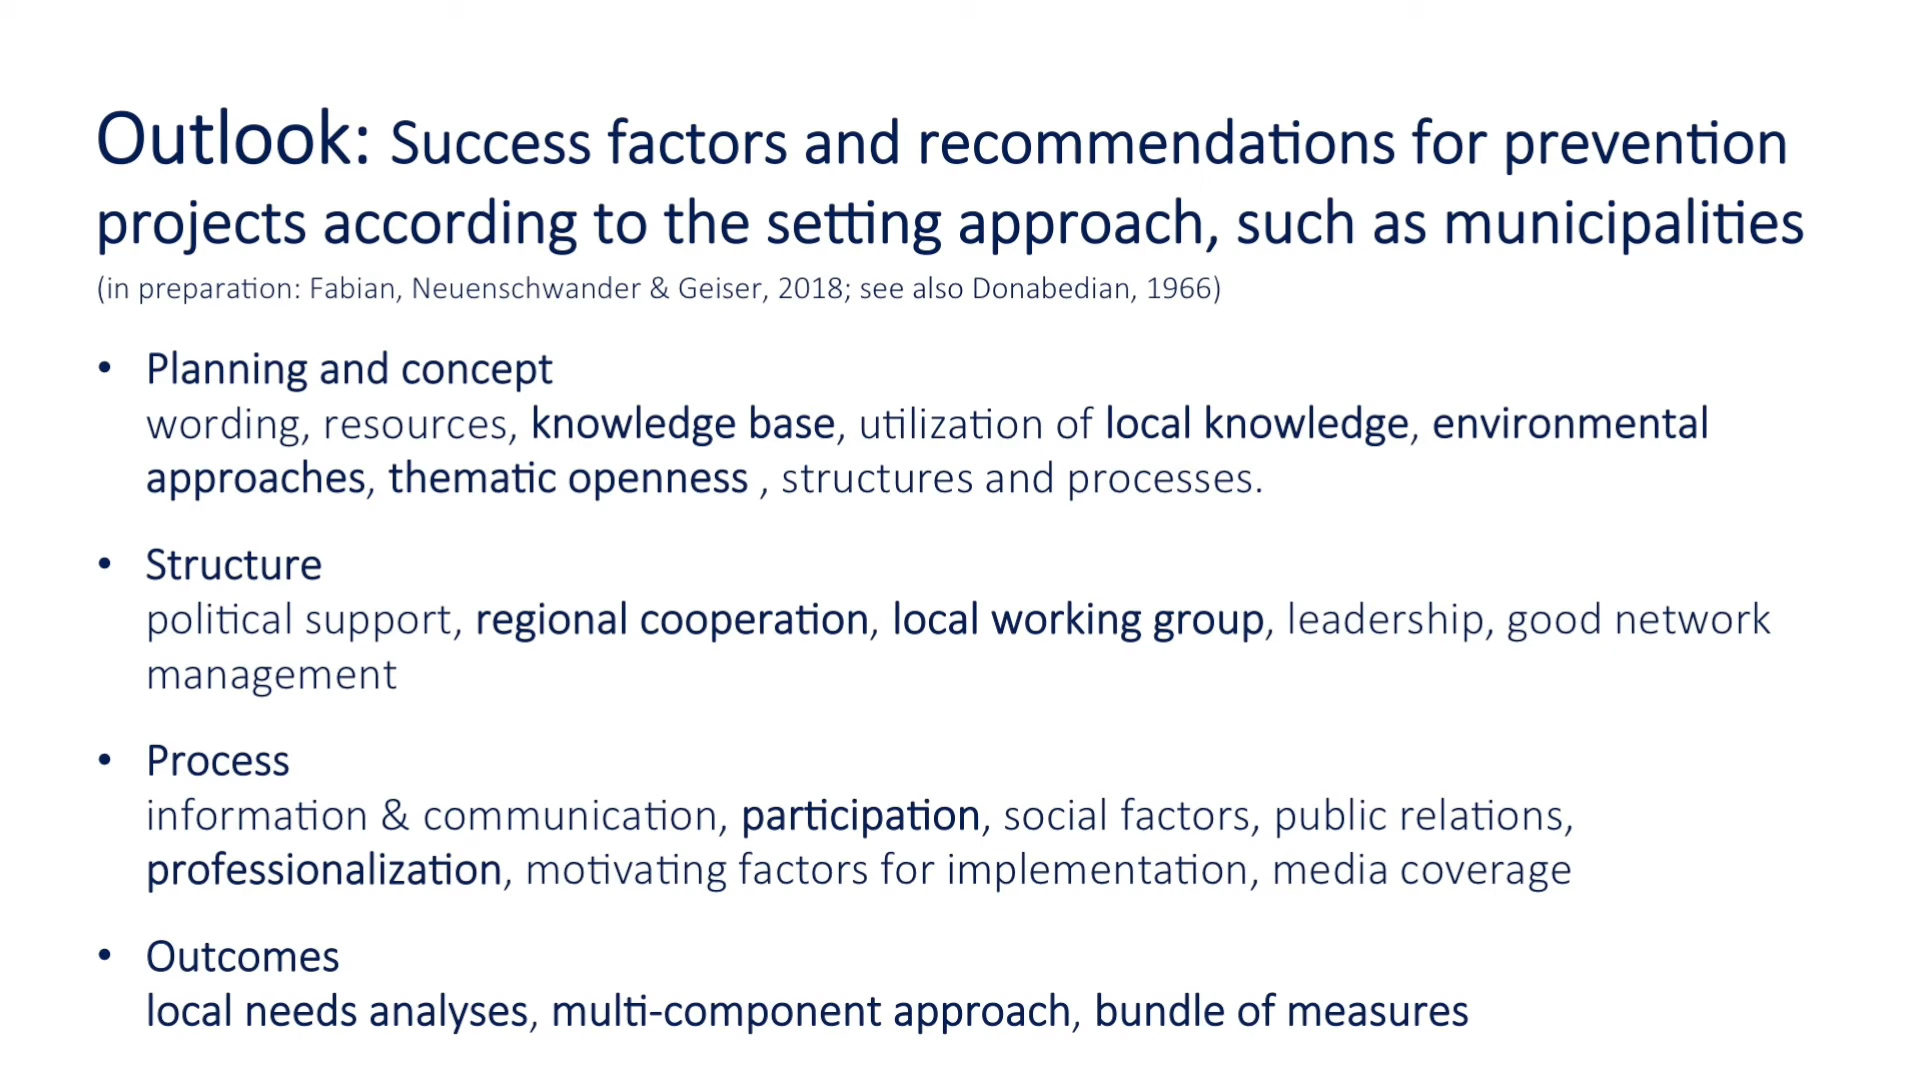 Outlook: Success factors and recommendations for prevention
projects according to the setting approach, such as municipalities
(in preparation: Fabian, Neuenschwander & Geiser, 2018; see also Donabedian, 1966)
• Planning and concept
wording, resources, knowledge base, utilization of local knowledge, environmental
approaches, thematic openness , structures and processes.
• Structure
political support, regional cooperation, local working group, leadership, good network
management
• Process
information & communication, participation, social factors, public relations,
professionalization, motivating factors for implementation, media coverage
• Outcomes
local needs analyses, multi-component approach, bundle of measures